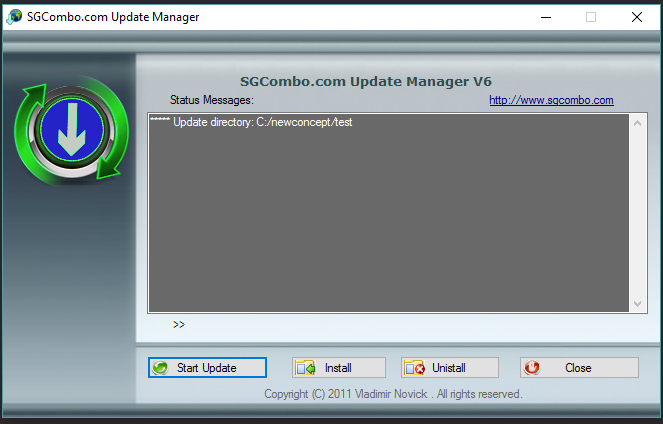 SGCombo.com Update Manager
SGCombo.com Update Manager V6
Status Messages: http://www.sgcombo.com
***** Update directory: C:/newconcept/test
>>
Start Update Install Unistall Close
Copyright (C) 2011 Vladimir Novick . All rights reserved.